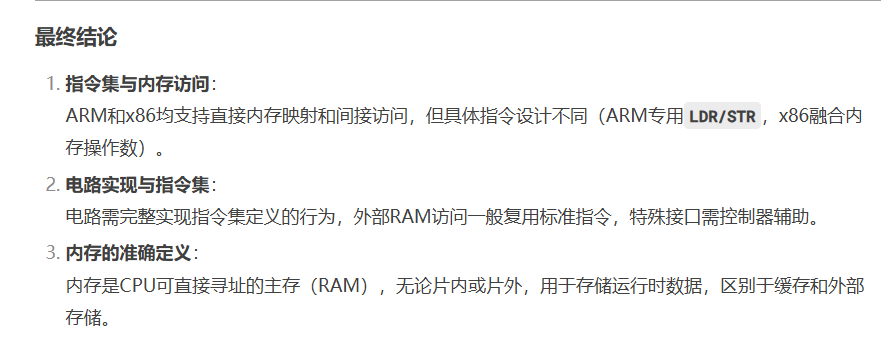 最终结论
1. 指令集与内存访问：
ARM和x86均支持直接内存映射和间接访问，但具体指令设计不同（ARM专用LDR/STR，x86融合内
存操作数）。
2. 电路实现与指令集：
电路需完整实现指令集定义的行为，外部RAM访问一般复用标准指令，特殊接口需控制器辅助。
3. 内存的准确定义：
内存是CPU可直接寻址的主存（RAM），无论片内或片外，用于存储运行时数据，区别于缓存和外部
存储。